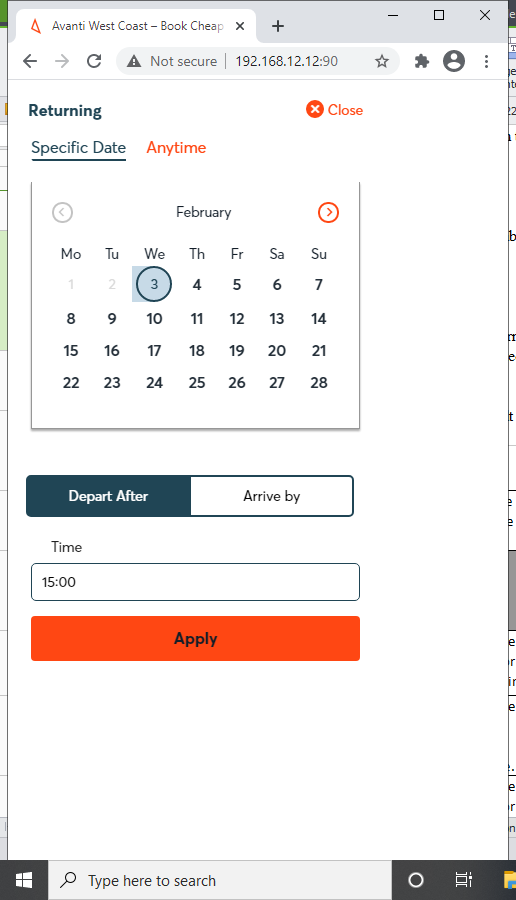 Avanti West Coast – Book Cheap
Not secure | 192.168.12.12:90
Returning
Close
Specific Date Anytime
February
Mo Tu We Th Fr Sa Su
1 2 3 4 5 6 7
8 9 10 11 12 13 14
15 16 17 18 19 20 21
22 23 24 25 26 27 28
Depart After Arrive by
Time
15:00
Apply
Type here to search